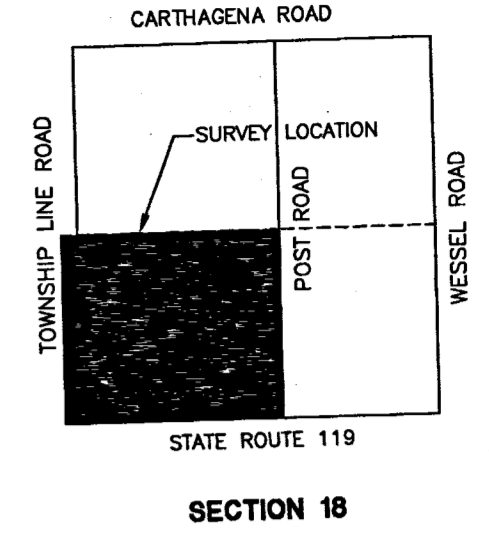 CARTHAGENA ROAD
SURVEY LOCATION
TOWNSHIP LINE ROAD
POST ROAD
WESSEL ROAD
STATE ROUTE 119
SECTION 18